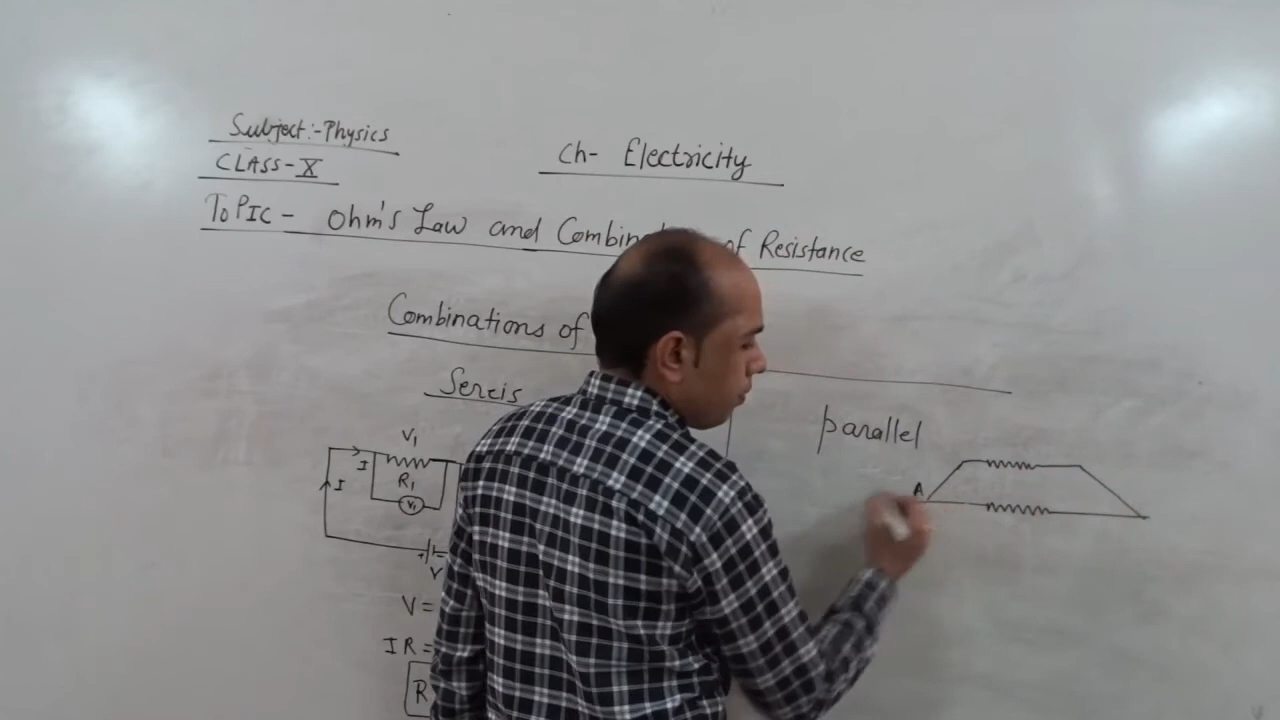 Subject:-Physics
CLASS-X
Ch- Electricity
TOPIC- Ohm's Law and Combin of Resistance
Combinations of
Sereis
parallel
V1
I
R1
I
V1
A
+
V
V=
IR=
R